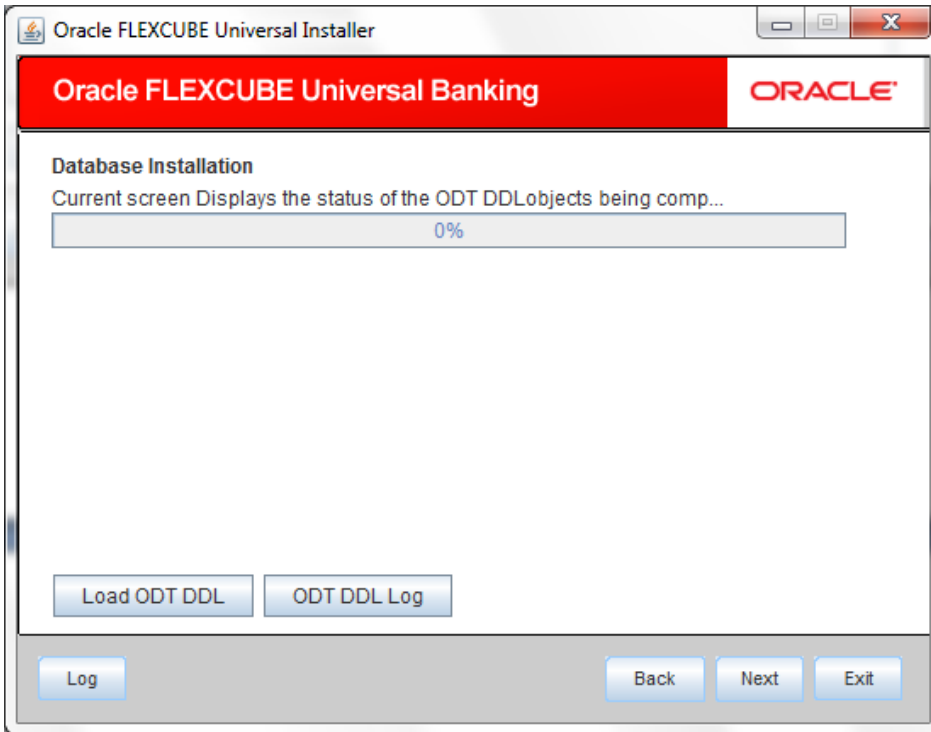 Oracle FLEXCUBE Universal Installer
Oracle FLEXCUBE Universal Banking
ORACLE
Database Installation
Current screen Displays the status of the ODT DDLobjects being comp...
0%
Load ODT DDL
ODT DDL Log
Log
Back
Next
Exit